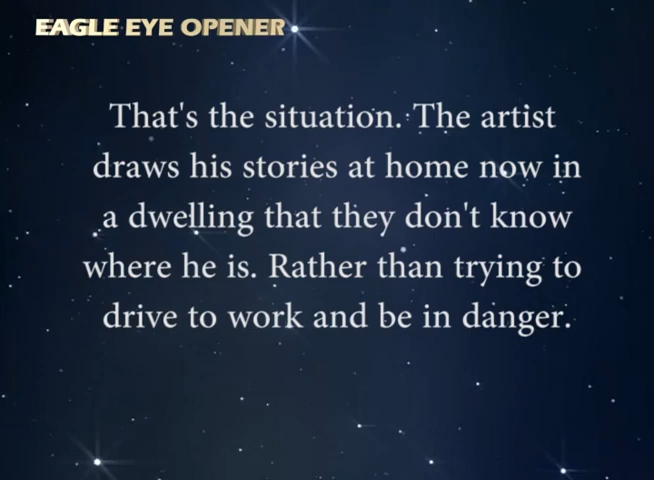 EAGLE EYE OPENER
That's the situation. The artist
draws his stories at home now in
a dwelling that they don't know
where he is. Rather than trying to
drive to work and be in danger.